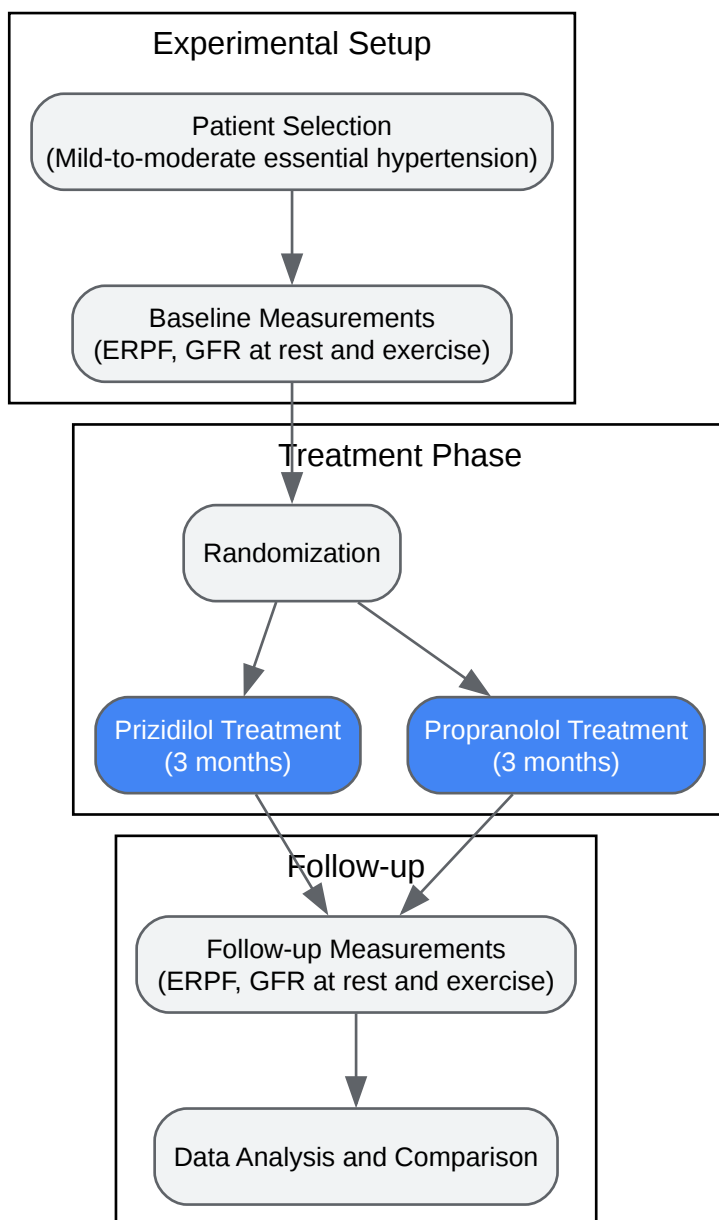 Experimental Setup
Patient Selection
(Mild-to-moderate essential hypertension)
Baseline Measurements
(ERPF, GFR at rest and exercise)
Treatment Phase
Randomization
Prizidilol Treatment
(3 months)
Propranolol Treatment
(3 months)
Follow-up
Follow-up Measurements
(ERPF, GFR at rest and exercise)
Data Analysis and Comparison